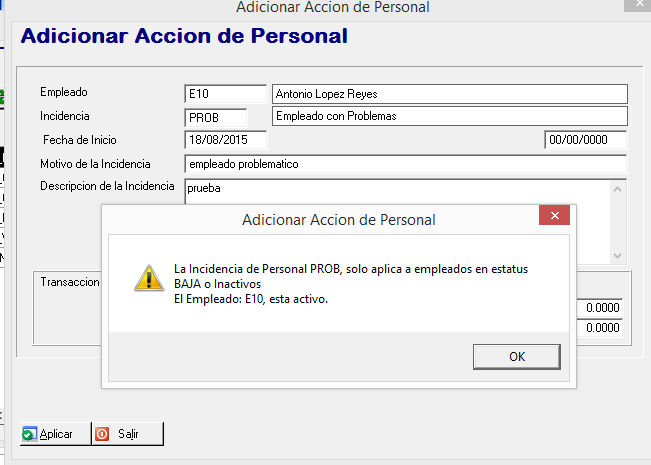 Adicionar Accion de Personal
Adicionar Accion de Personal
Empleado E10 Antonio Lopez Reyes
Incidencia PROB Empleado con Problemas
Fecha de Inicio 18/08/2015 00/00/0000
Motivo de la Incidencia empleado problematico
Descripcion de la Incidencia prueba
Adicionar Accion de Personal
La Incidencia de Personal PROB, solo aplica a empleados en estatus
BAJA o Inactivos
El Empleado: E10, esta activo.
OK
Transaccion
0.0000
0.0000
Aplicar Salir